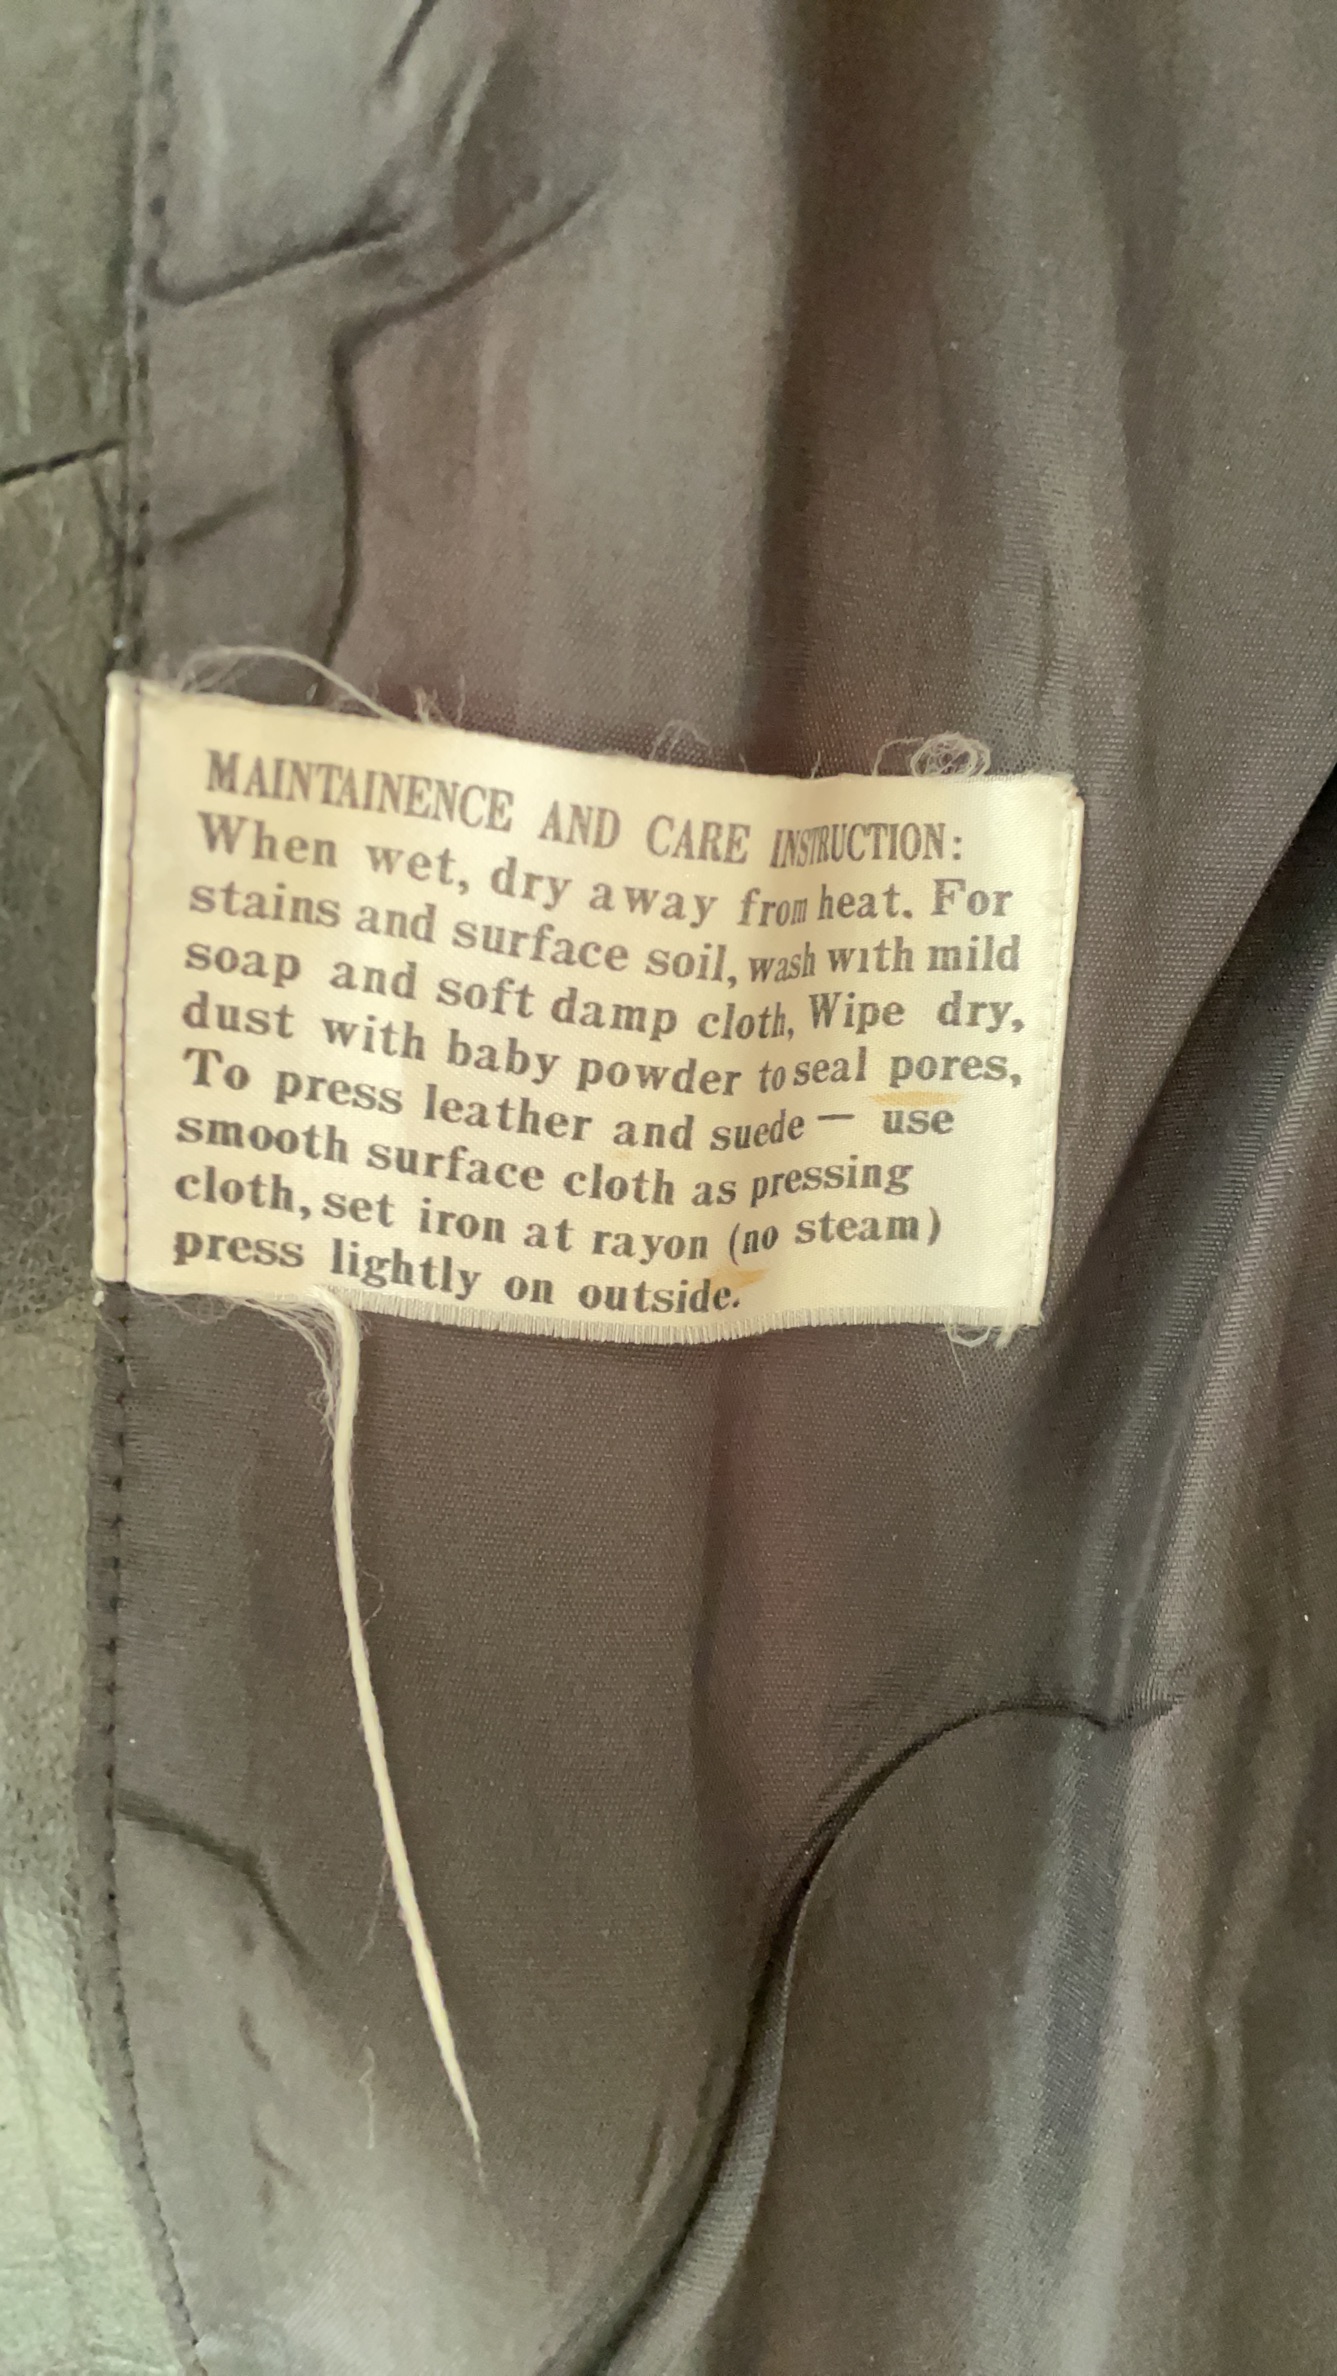 MAINTAINENCE AND CARE INSTRUCTION:
When wet, dry away from heat. For
stains and surface soil, wash with mild
soap and soft damp cloth, Wipe dry,
dust with baby powder to seal pores,
To press leather and suede — use
smooth surface cloth as pressing
cloth, set iron at rayon (no steam)
press lightly on outside.